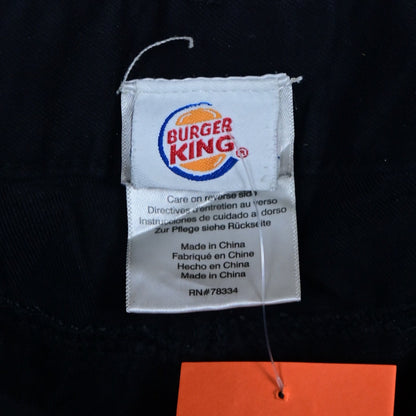 BURGER
KING®
Care on reverse side
Directives d'entretien au verso
Instrucciones de cuidado a dorso
Zur Pflege siehe Rückseite
Made in China
Fabriqué en Chine
Hecho en China
Made in China
RN#78334